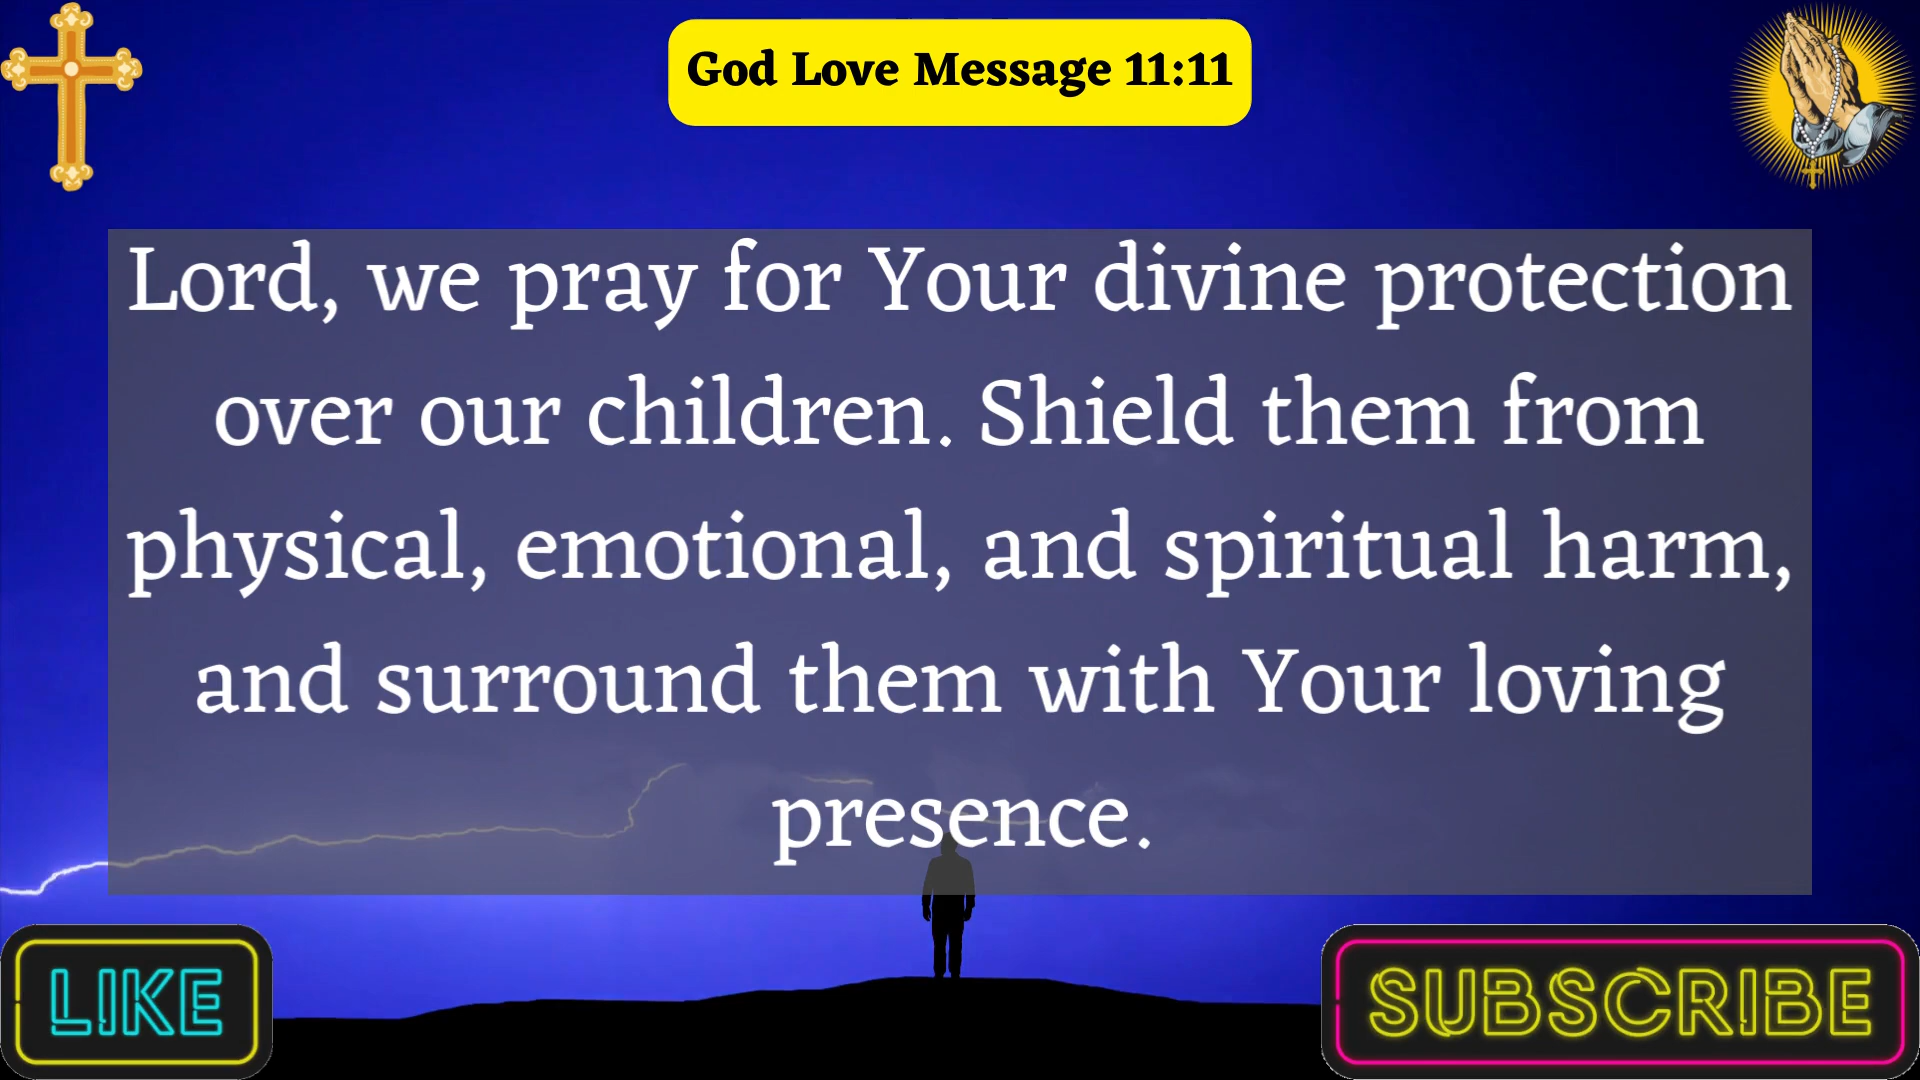 God Love Message 11:11
Lord, we pray for Your divine protection
over our children. Shield them from
physical, emotional, and spiritual harm,
and surround them with Your loving
presence.
LIKE
SUBSCRIBE